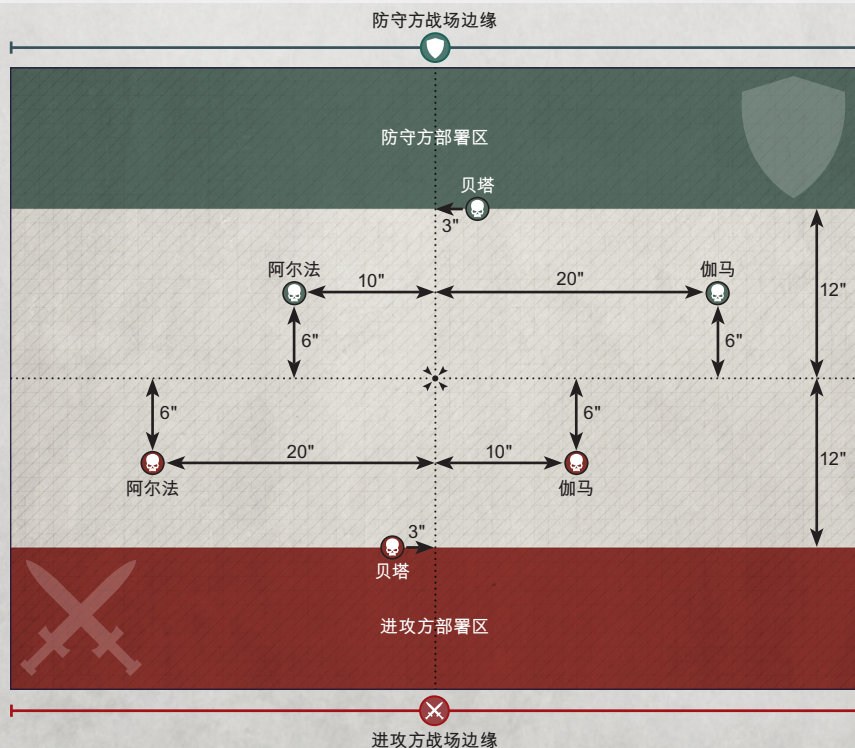 防守方战场边缘
防守方部署区
贝塔
3"
阿尔法
10"
20"
伽马
12"
6"
6"
6"
6"
20"
10"
12"
阿尔法
伽马
3"
贝塔
进攻方部署区
进攻方战场边缘